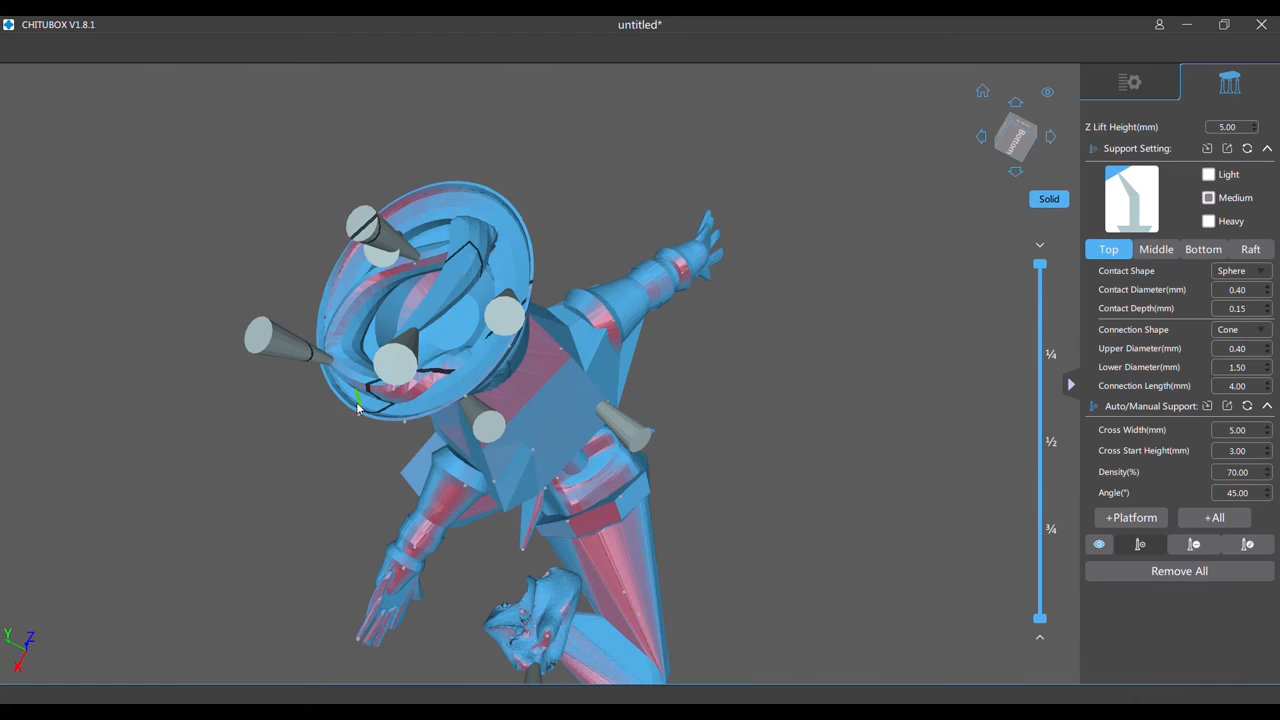 CHITUBOX V1.8.1
untitled*
Z Lift Height(mm) 5.00
Support Setting:
Light
Medium
Heavy
Top Middle Bottom Raft
Contact Shape Sphere
Contact Diameter(mm) 0.40
Contact Depth(mm) 0.15
Connection Shape Cone
Upper Diameter(mm) 0.40
Lower Diameter(mm) 1.50
Connection Length(mm) 4.00
Auto/Manual Support:
Cross Width(mm) 5.00
Cross Start Height(mm) 3.00
Density(%) 70.00
Angle(°) 45.00
+Platform +All
Remove All
Bottom
Solid
¼
½
¾
Y Z
X